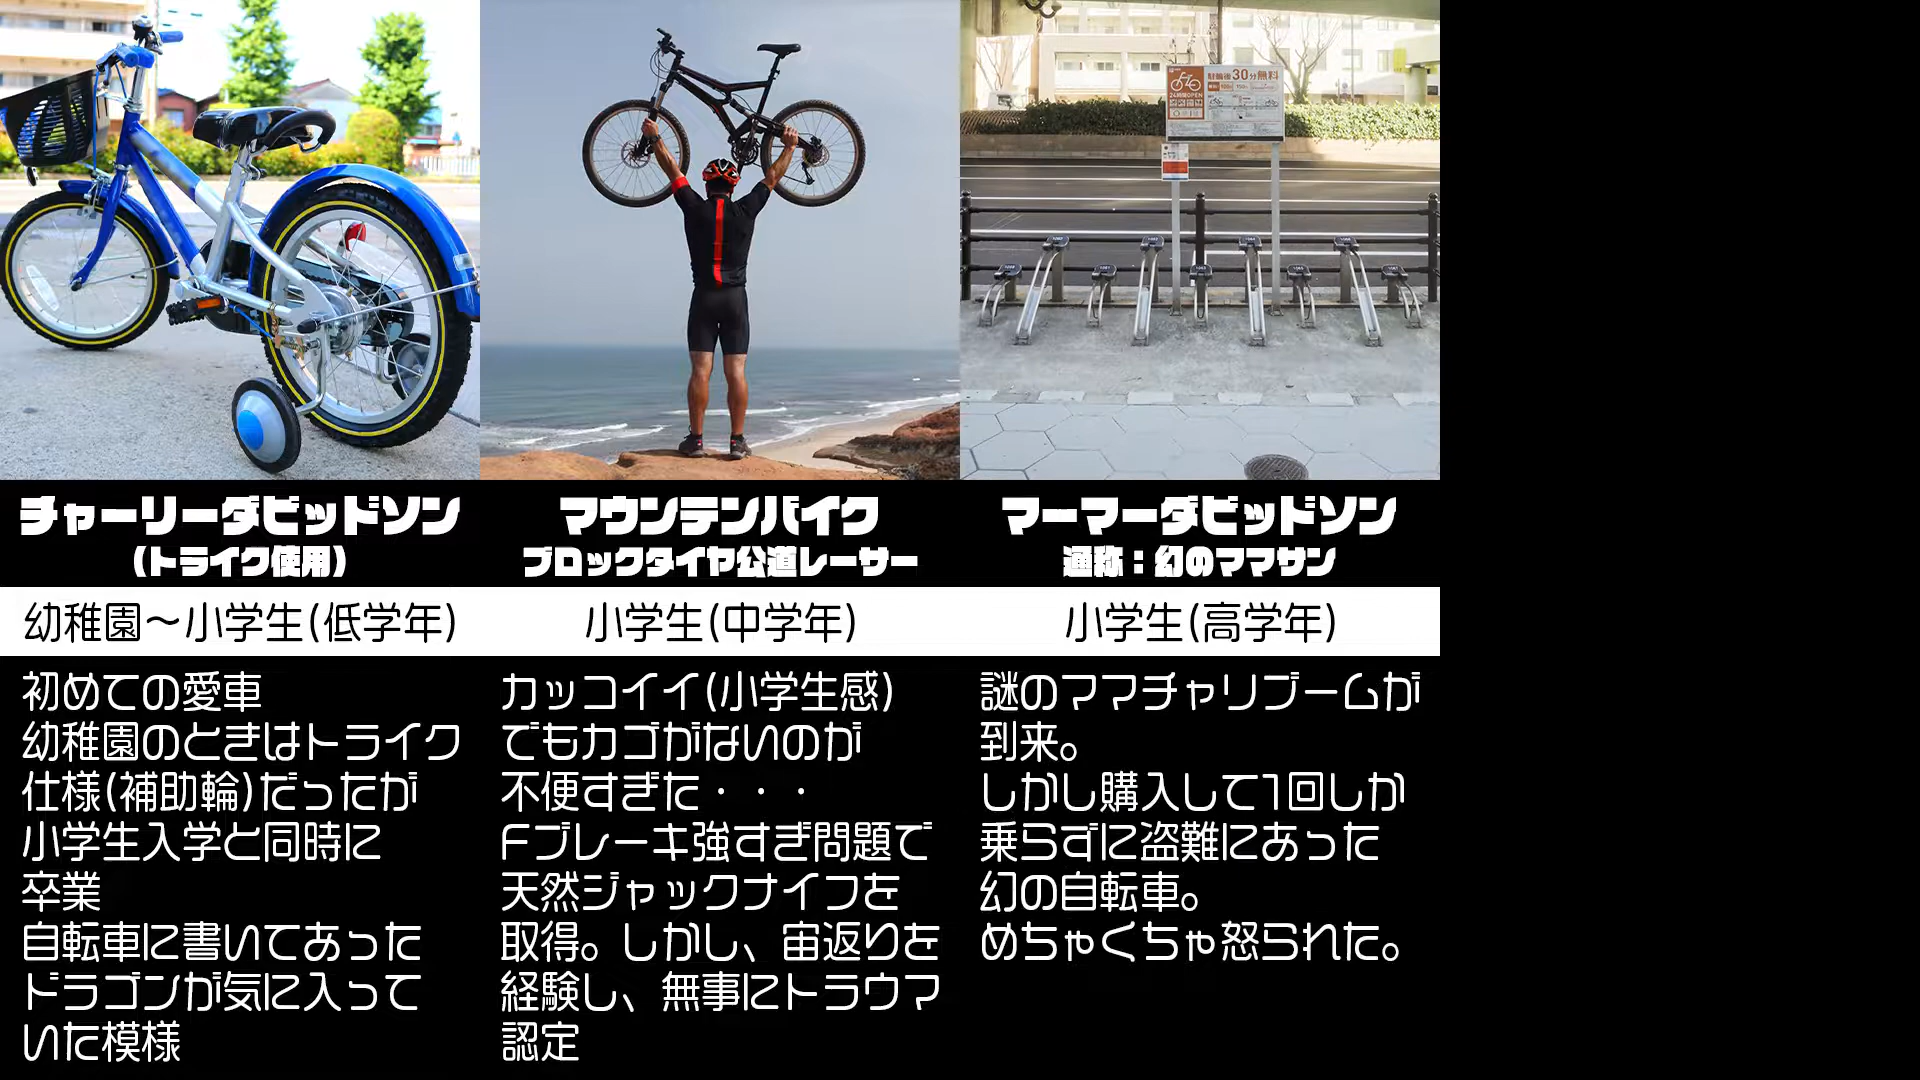 チャーリーダビッドソン
(トライク使用)
幼稚園～小学生(低学年)
初めての愛車
幼稚園のときはトライク
仕様(補助輪)だったが
小学生入学と同時に
卒業
自転車に書いてあった
ドラゴンが気に入って
いた模様
マウンテンバイク
ブロックタイヤ公道レーサー
小学生(中学年)
カッコイイ(小学生感)
でもカゴがないのが
不便すぎた・・・
Fブレーキ強すぎ問題で
天然ジャックナイフを
取得。しかし、宙返りを
経験し、無事にトラウマ
認定
駐輪後30分無料
24時間OPEN
マーマーダビッドソン
通称：幻のママサン
小学生(高学年)
謎のママチャリブームが
到来。
しかし購入して1回しか
乗らずに盗難にあった
幻の自転車。
めちゃくちゃ怒られた。